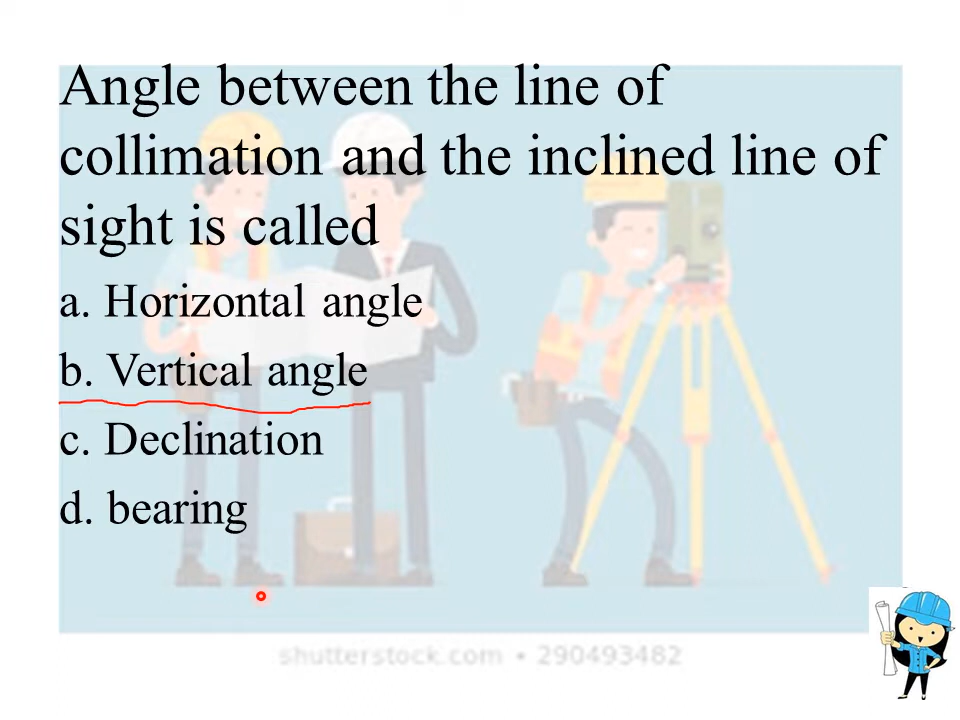 Angle between the line of
collimation and the inclined line of
sight is called
a. Horizontal angle
b. Vertical angle
c. Declination
d. bearing
shutterstock.com • 290493482